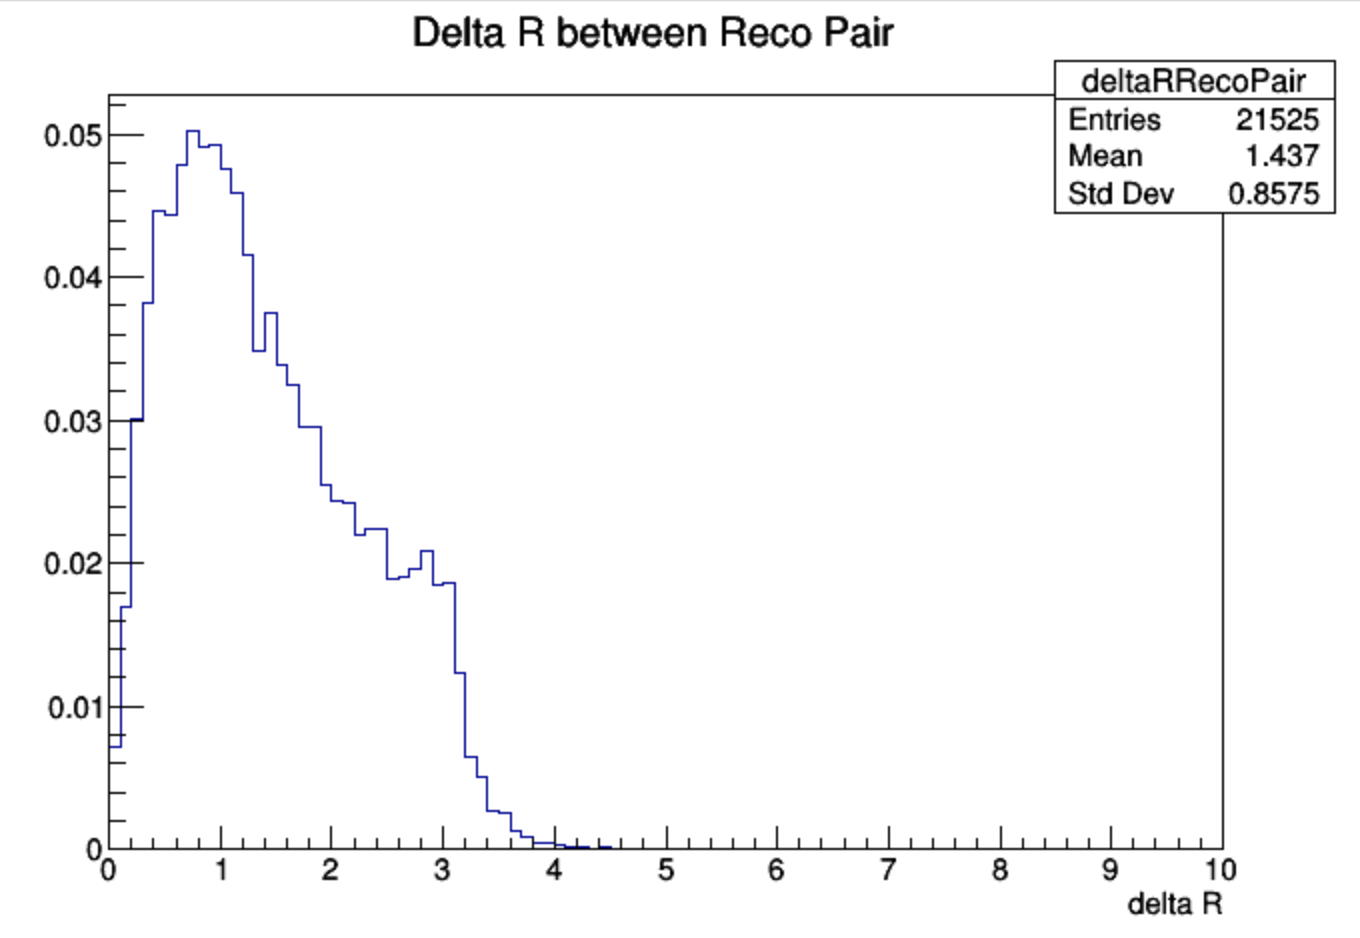 Delta R between Reco Pair
deltaRRecoPair
Entries 21525
Mean 1.437
Std Dev 0.8575
0.05
0.04
0.03
0.02
0.01
0
0 1 2 3 4 5 6 7 8 9 10
delta R